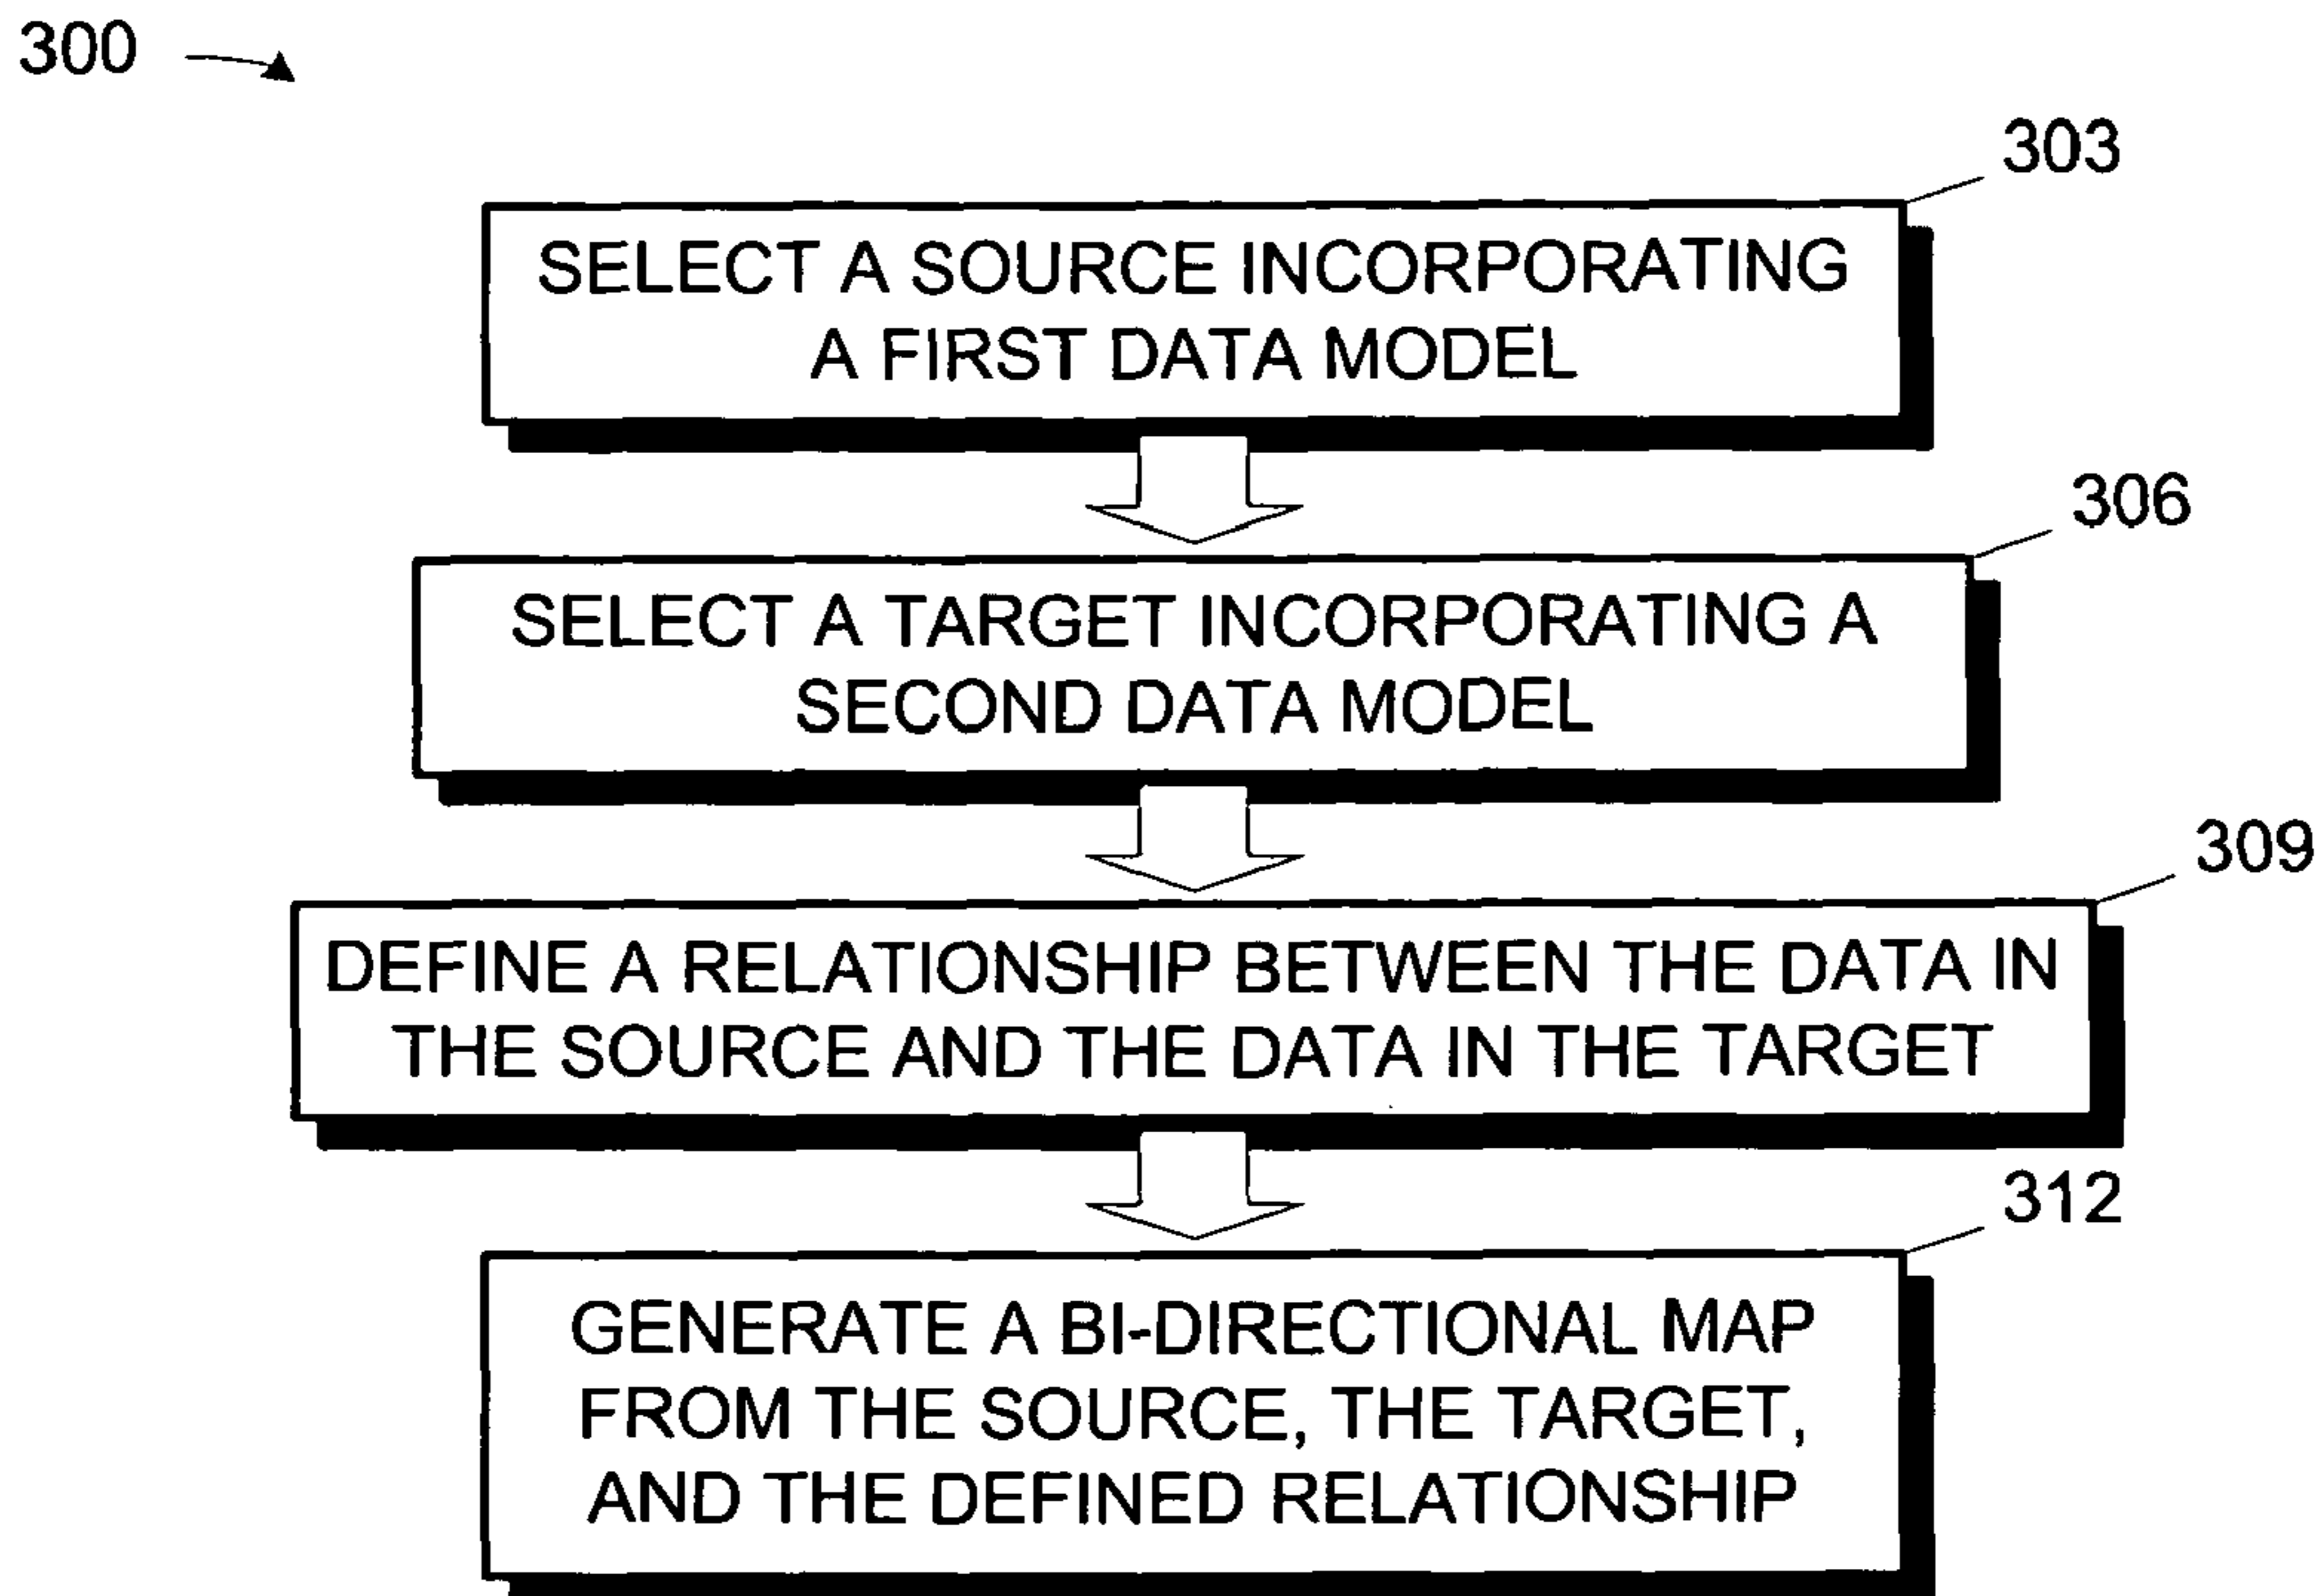 300
303
SELECT A SOURCE INCORPORATING
A FIRST DATA MODEL
306
SELECT A TARGET INCORPORATING A
SECOND DATA MODEL
309
DEFINE A RELATIONSHIP BETWEEN THE DATA IN
THE SOURCE AND THE DATA IN THE TARGET
312
GENERATE A BI-DIRECTIONAL MAP
FROM THE SOURCE, THE TARGET,
AND THE DEFINED RELATIONSHIP